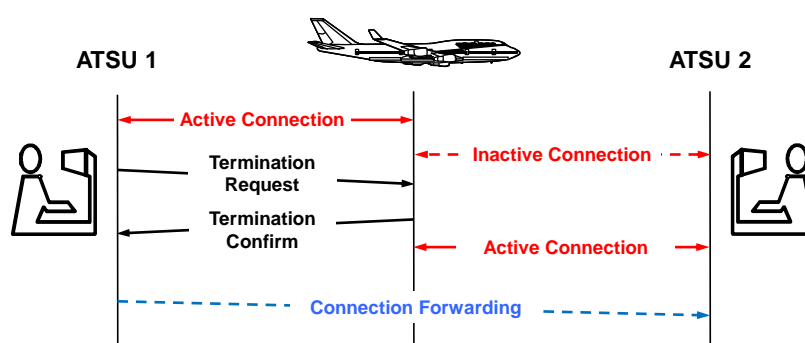 ATSU 1
ATSU 2
Active Connection
Inactive Connection
Termination
Request
Termination
Confirm
Active Connection
Connection Forwarding